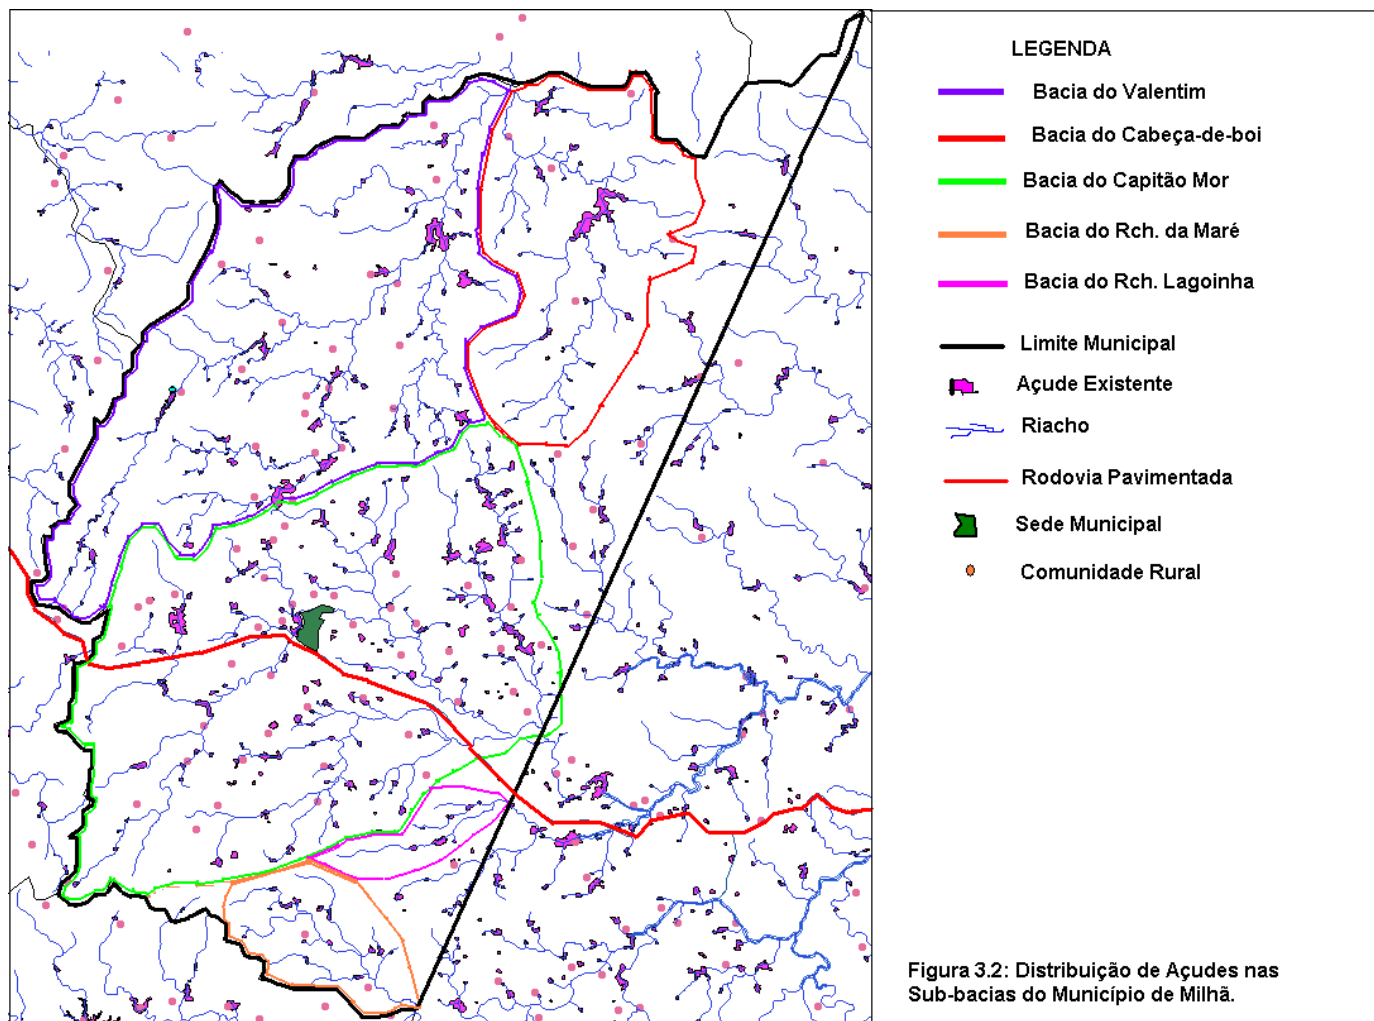 LEGENDA
Bacia do Valentim
Bacia do Cabeça-de-boi
Bacia do Capitão Mor
Bacia do Rch. da Maré
Bacia do Rch. Lagoinha
Limite Municipal
Açude Existente
Riacho
Rodovia Pavimentada
Sede Municipal
Comunidade Rural
Figura 3.2: Distribuição de Açudes nas
Sub-bacias do Município de Milhã.